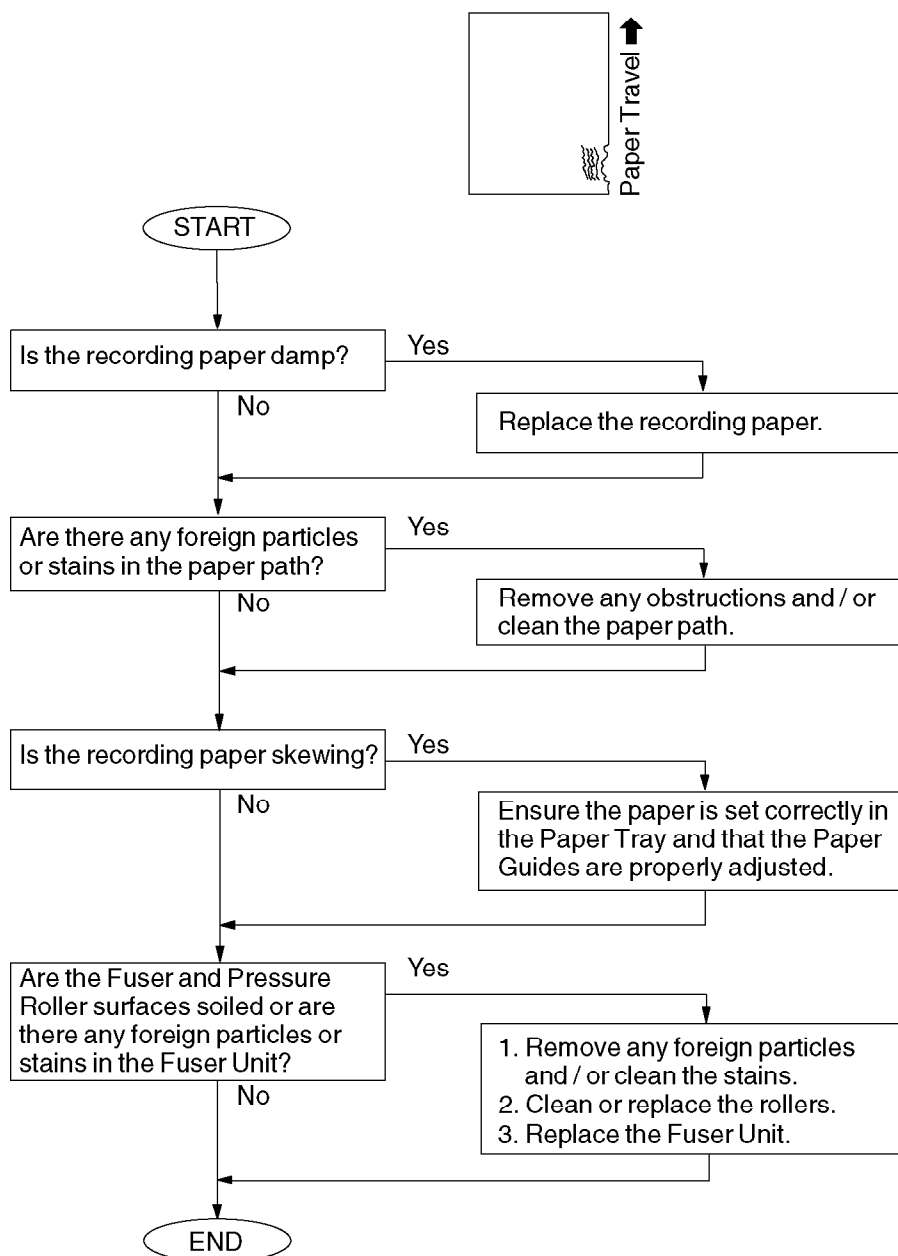 Paper Travel
START
Is the recording paper damp?
Yes
No
Replace the recording paper.
Are there any foreign particles
or stains in the paper path?
Yes
No
Remove any obstructions and / or
clean the paper path.
Is the recording paper skewing?
Yes
No
Ensure the paper is set correctly in
the Paper Tray and that the Paper
Guides are properly adjusted.
Are the Fuser and Pressure
Roller surfaces soiled or are
there any foreign particles or
stains in the Fuser Unit?
Yes
No
1. Remove any foreign particles
and / or clean the stains.
2. Clean or replace the rollers.
3. Replace the Fuser Unit.
END